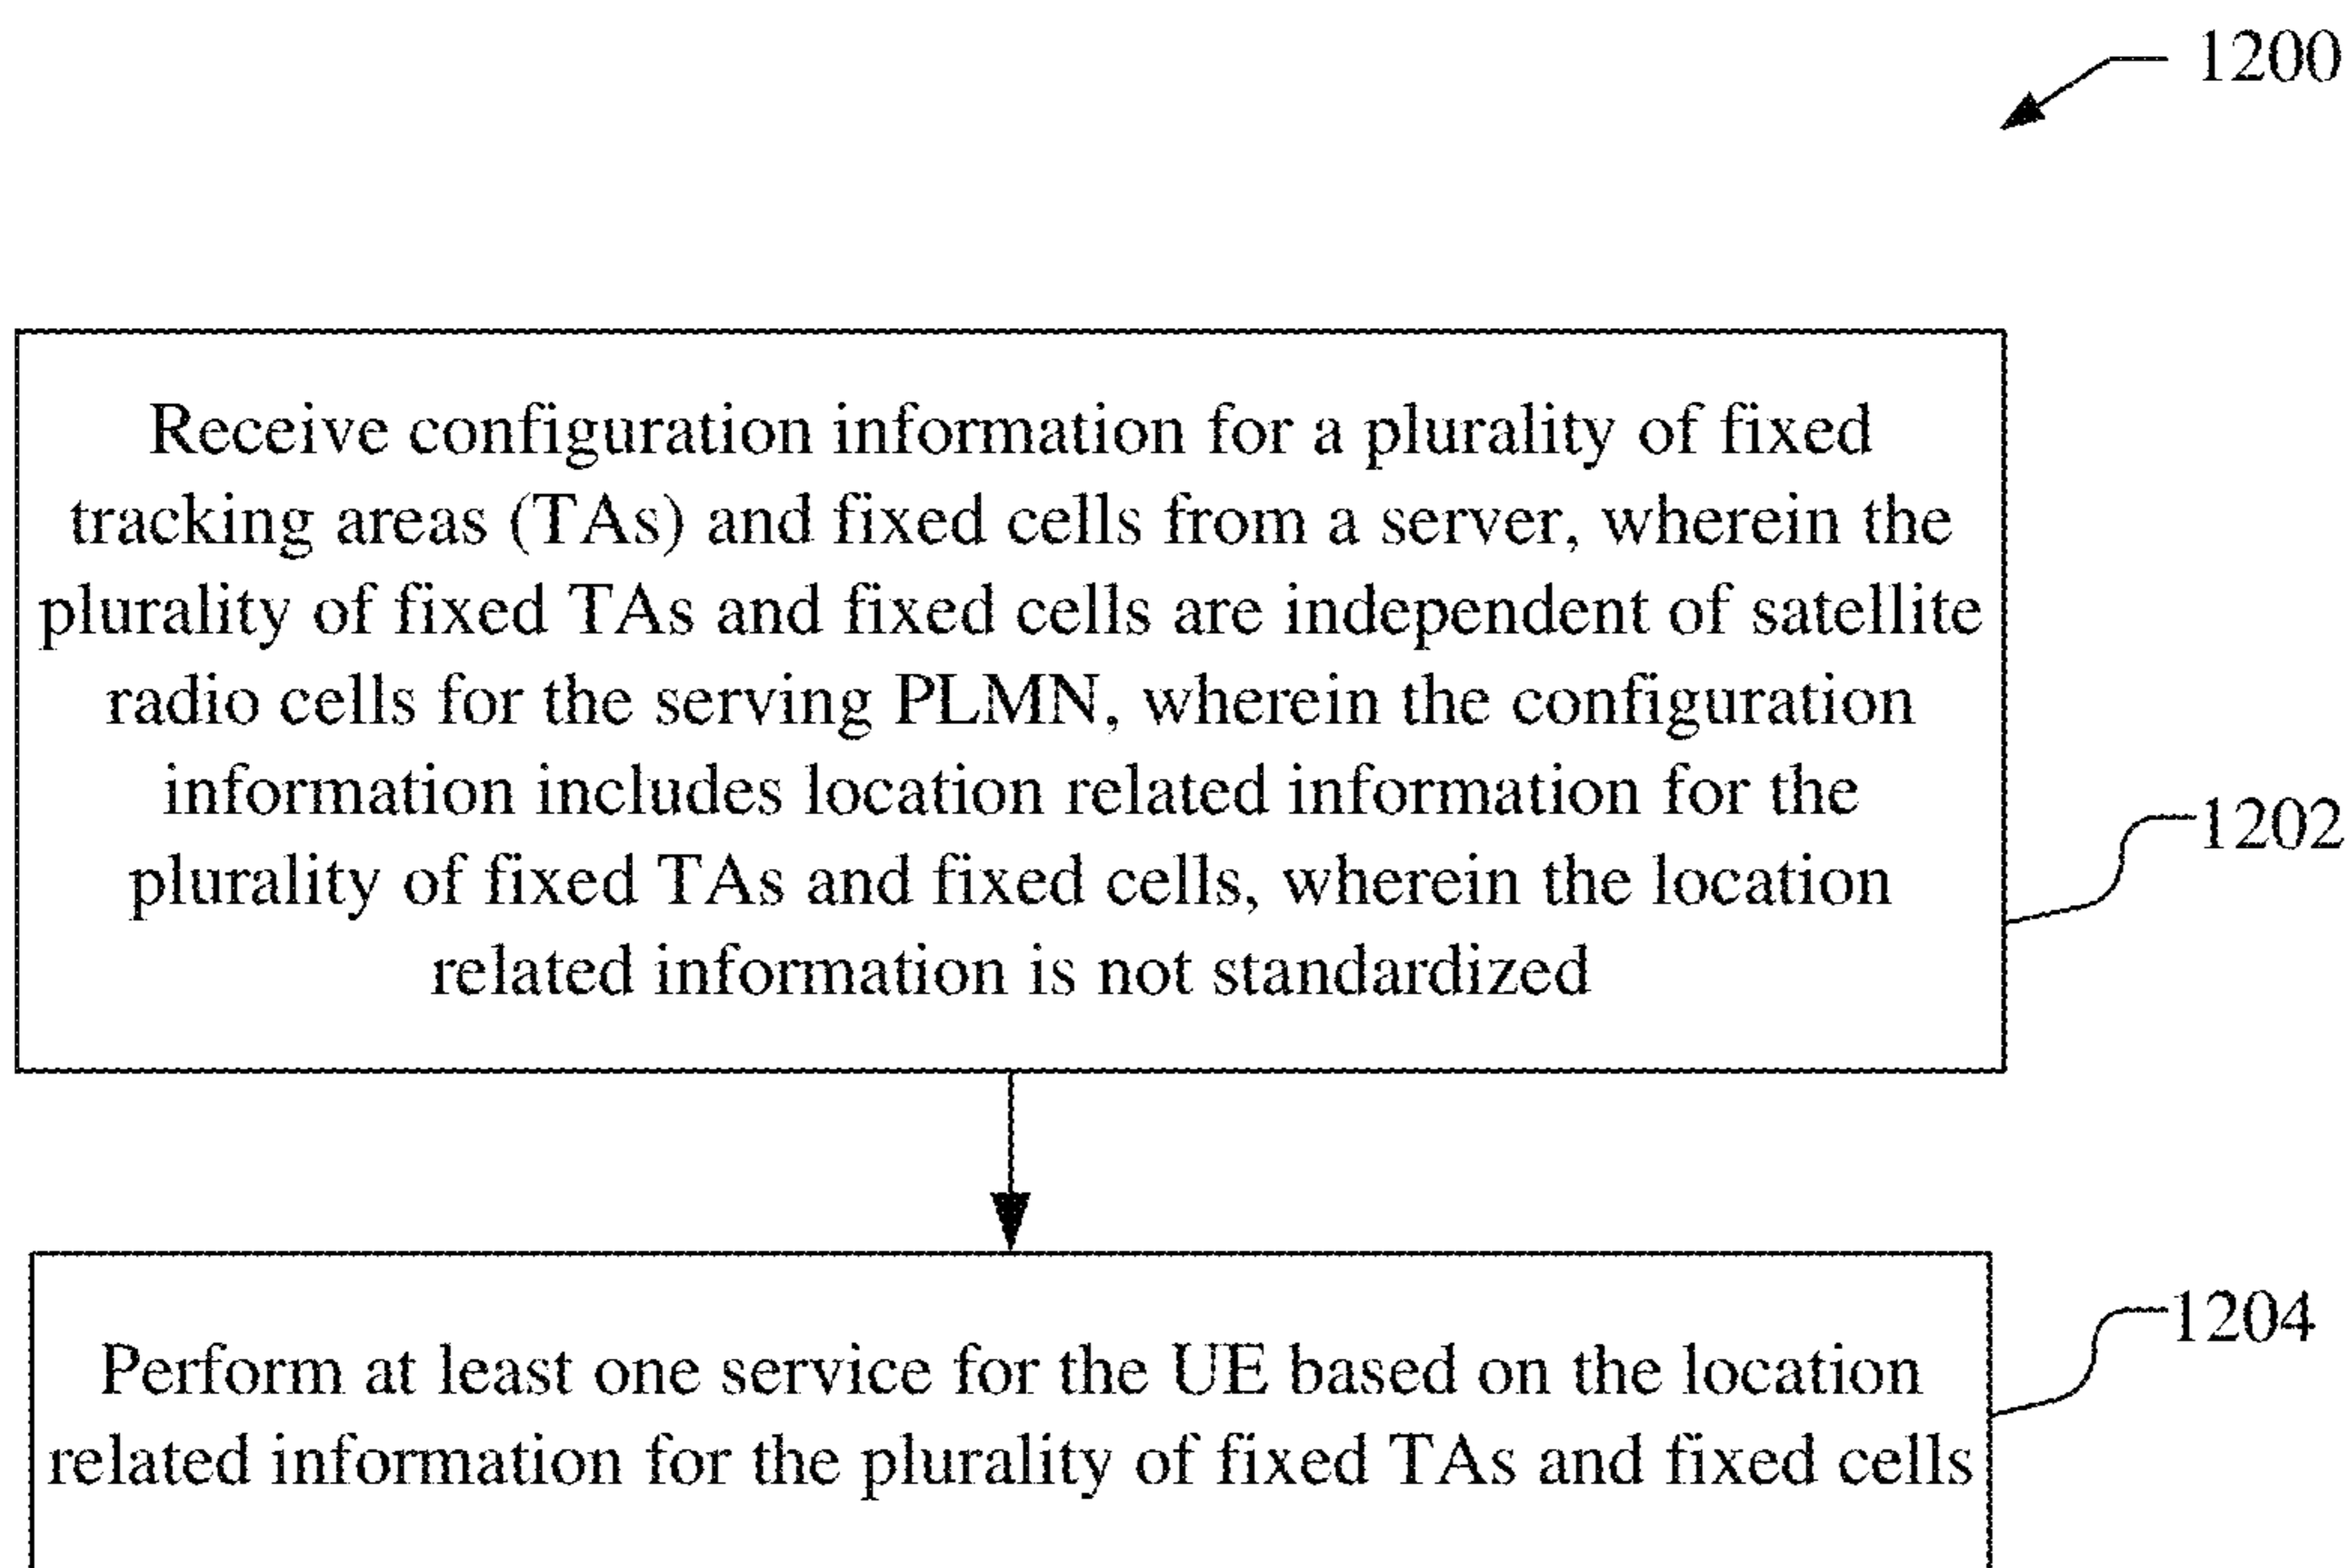 1200
Receive configuration information for a plurality of fixed
tracking areas (TAs) and fixed cells from a server, wherein the
plurality of fixed TAs and fixed cells are independent of satellite
radio cells for the serving PLMN, wherein the configuration
information includes location related information for the
plurality of fixed TAs and fixed cells, wherein the location
related information is not standardized
1202
Perform at least one service for the UE based on the location
related information for the plurality of fixed TAs and fixed cells
1204